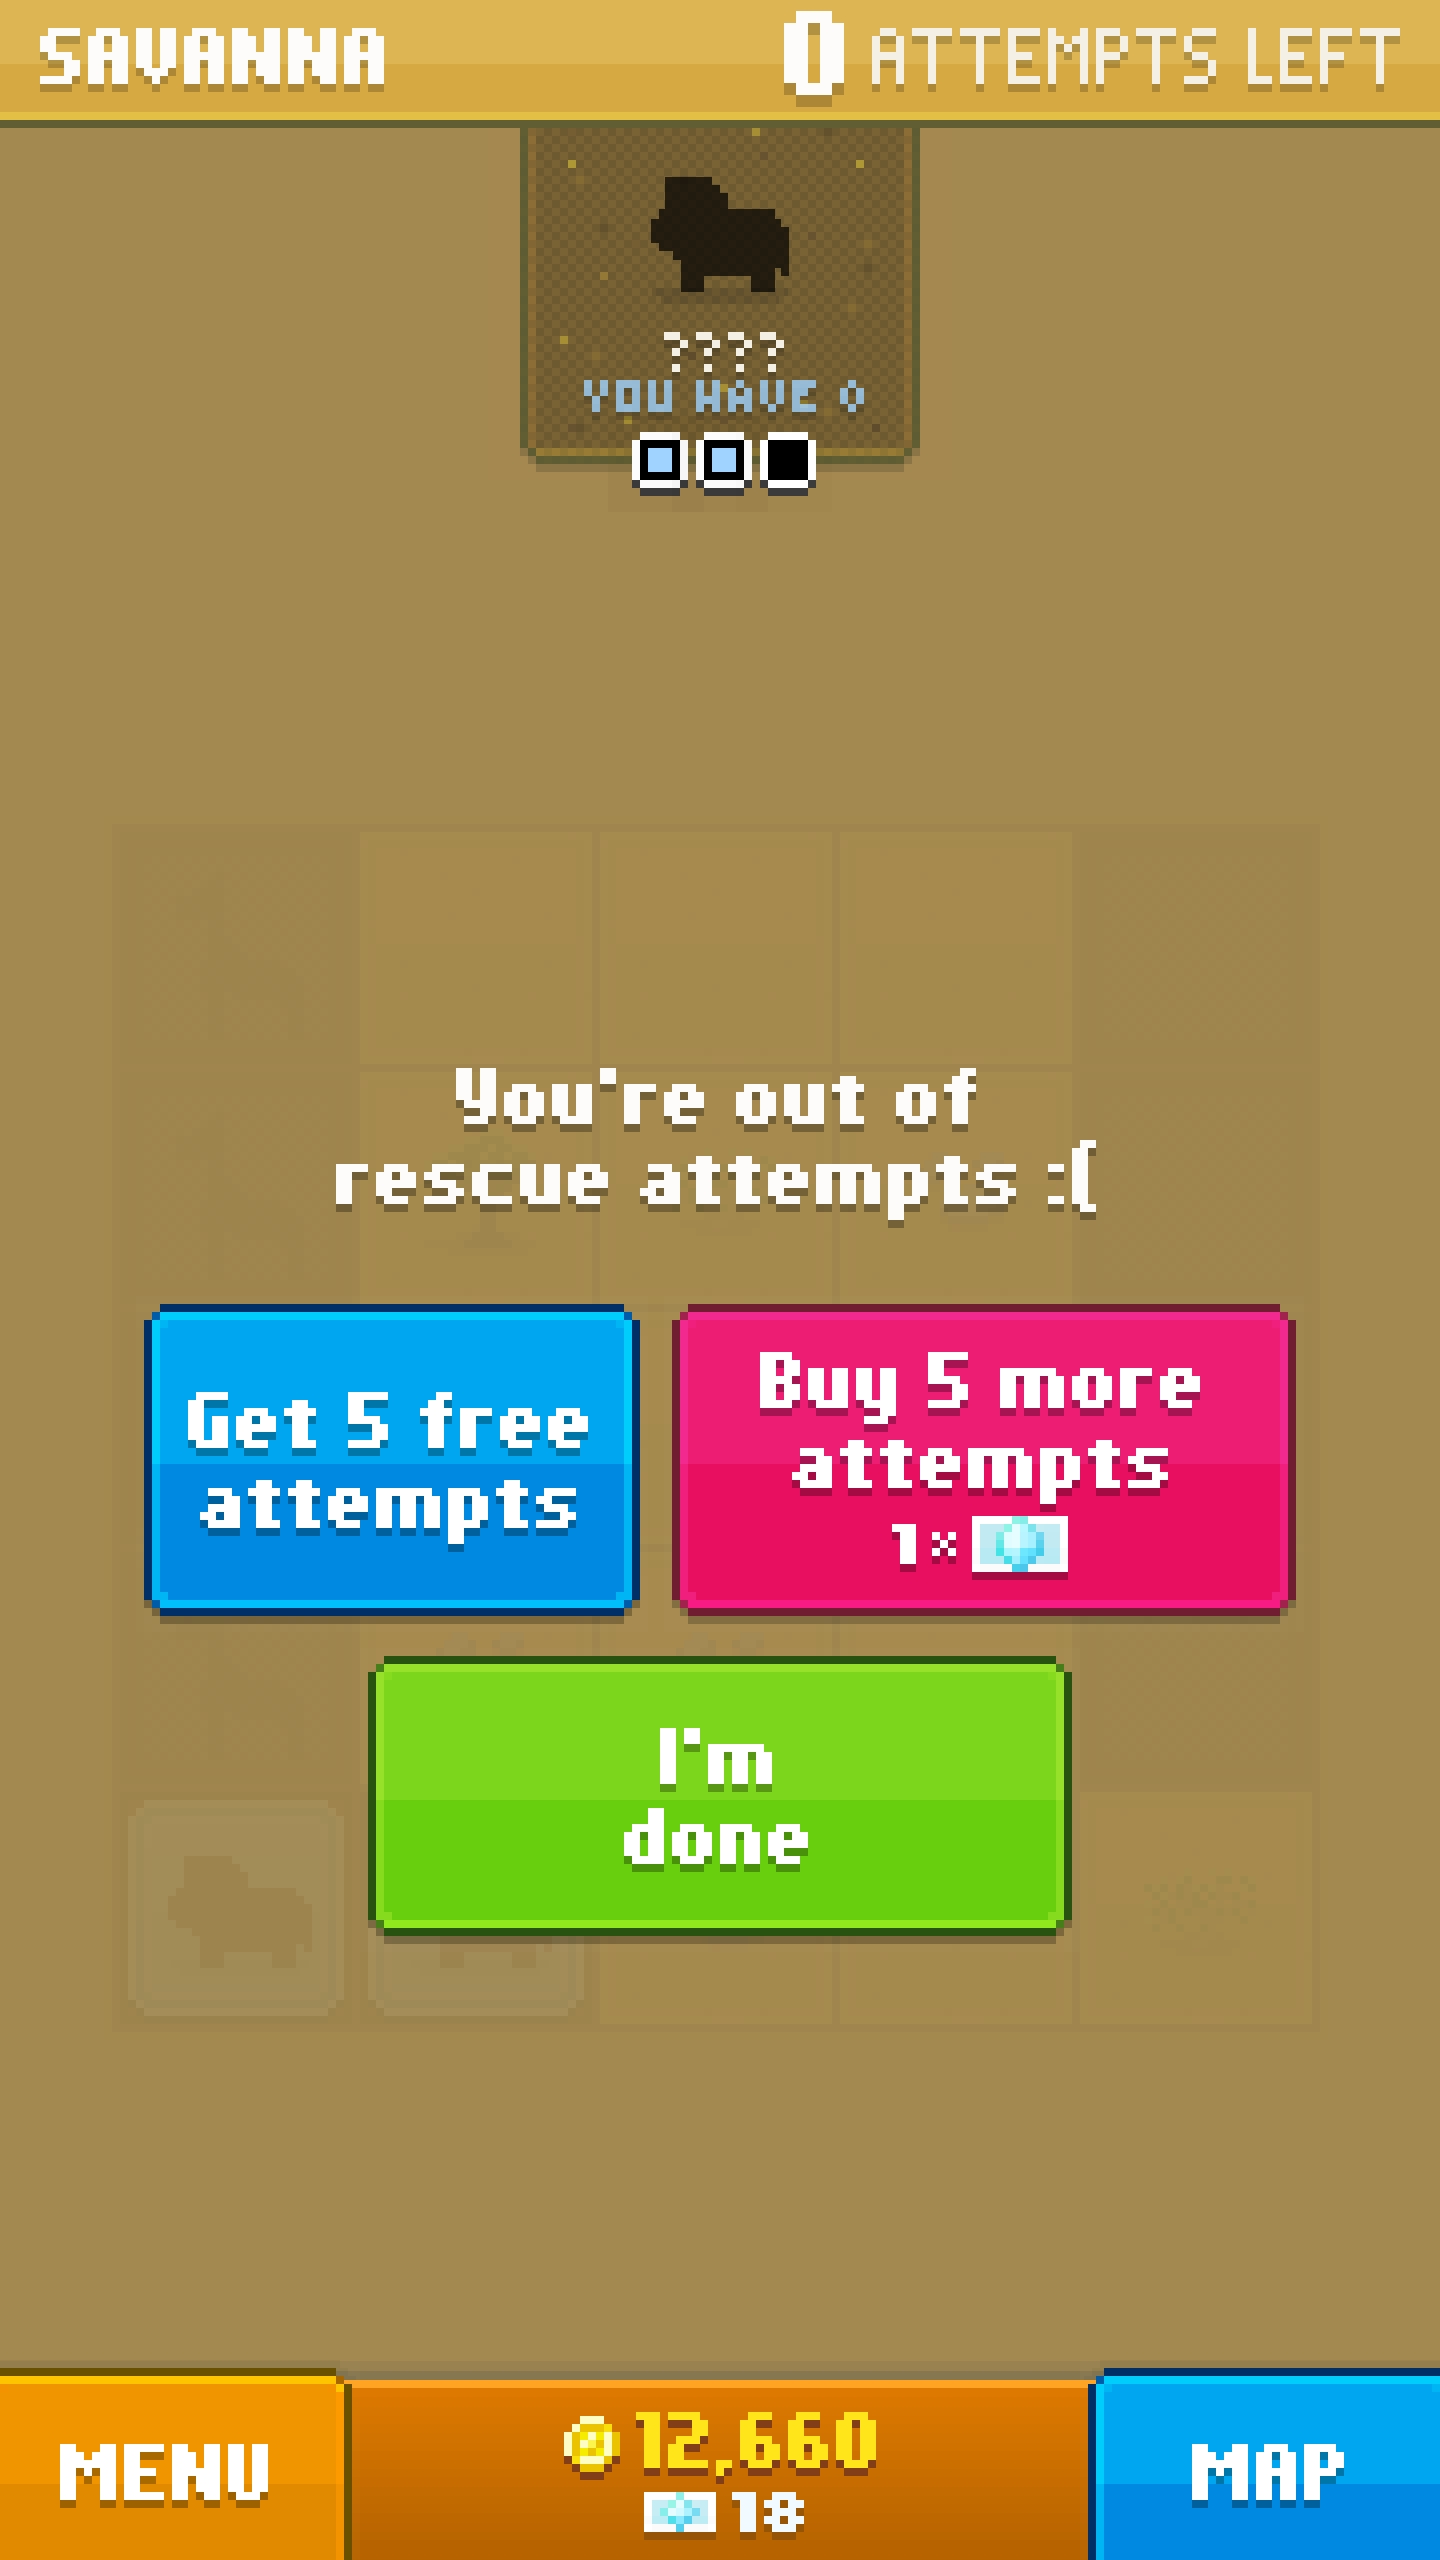 SAVANNA
0 ATTEMPTS LEFT
????
YOU HAVE 0
You're out of
rescue attempts :(
Get 5 free
attempts
Buy 5 more
attempts
1×
I'm
done
MENU
12,660
18
MAP